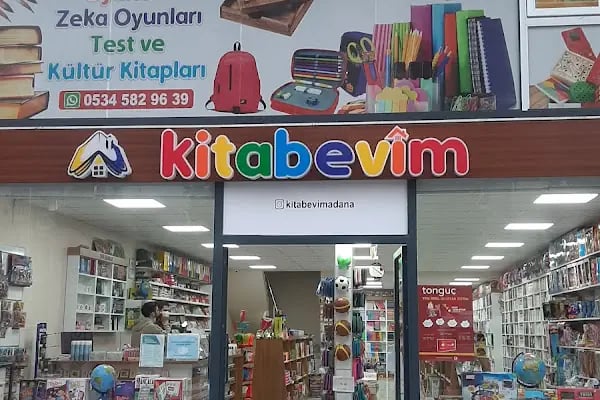 Zeka Oyunları
Test ve
Kültür Kitapları
0534 582 96 39
kitabevim
kitabevimadana
tonguç